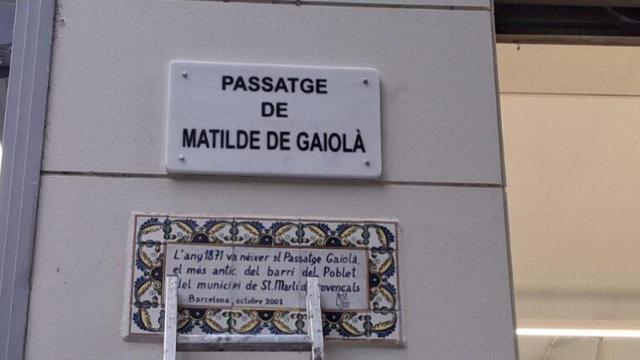 PASSATGE
DE
MATILDE DE GAIOLÀ
L'any 1871 va néixer el Passatge Gaiolà,
el més antic del barri del Poblet
del municipi de St. Martí de Provençals
Barcelona, octubre 2002